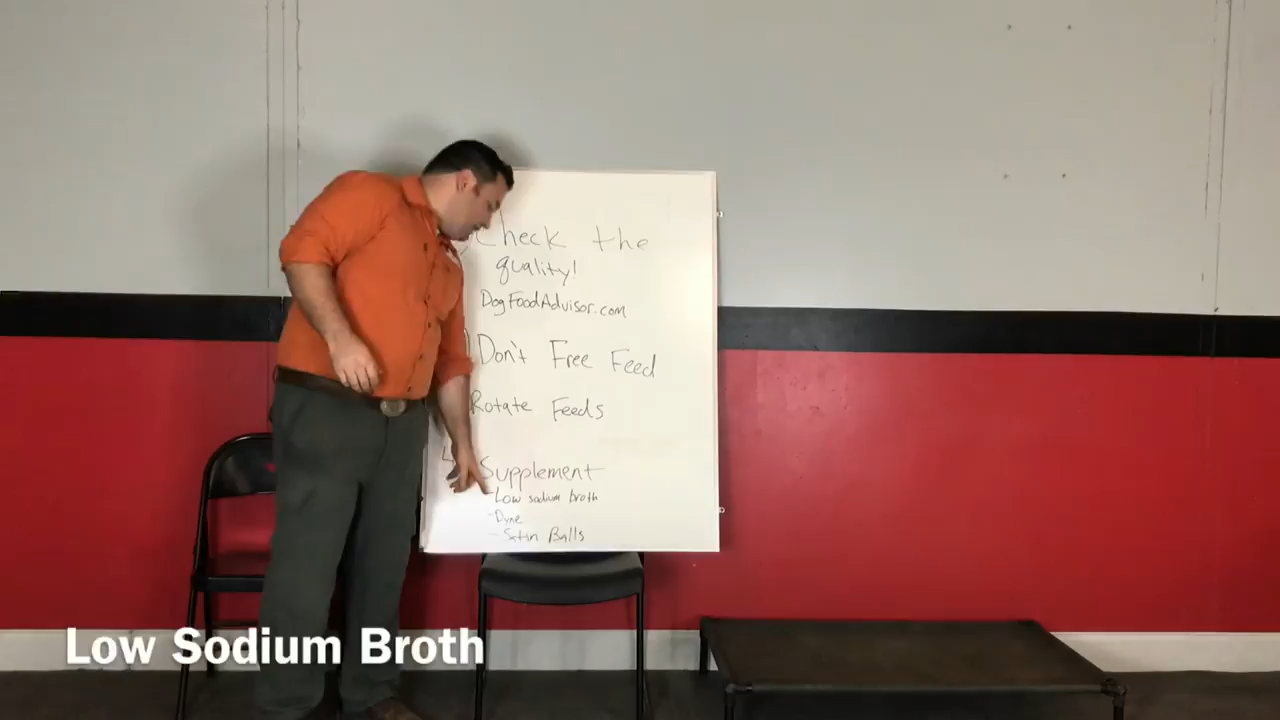 Check the
quality!
DogFoodAdvisor.com
Don't Free Feed
Rotate Feeds
Supplement
-Low sodium broth
-Dyne
-Satin Balls
Low Sodium Broth